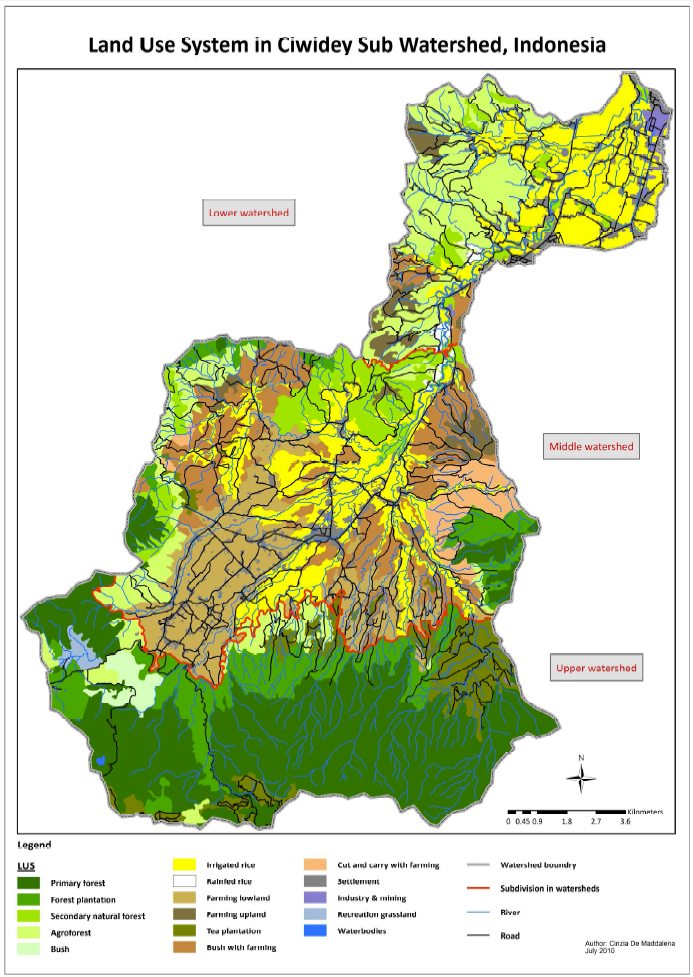 Land Use System in Ciwidey Sub Watershed, Indonesia
Lower watershed
Middle watershed
Upper watershed
N
Kilometers
0 0.45 0.9 1.8 2.7 3.6
Legend
LUS
Primary forest
Forest plantation
Secondary natural forest
Agroforest
Bush
Irrigated rice
Rainfed rice
Farming lowland
Farming upland
Tea plantation
Bush with farming
Cut and carry with farming
Settlement
Industry & mining
Recreation grassland
Waterbodies
Watershed boundry
Subdivision in watersheds
River
Road
Author: Cinzia De Maddalena
July 2010